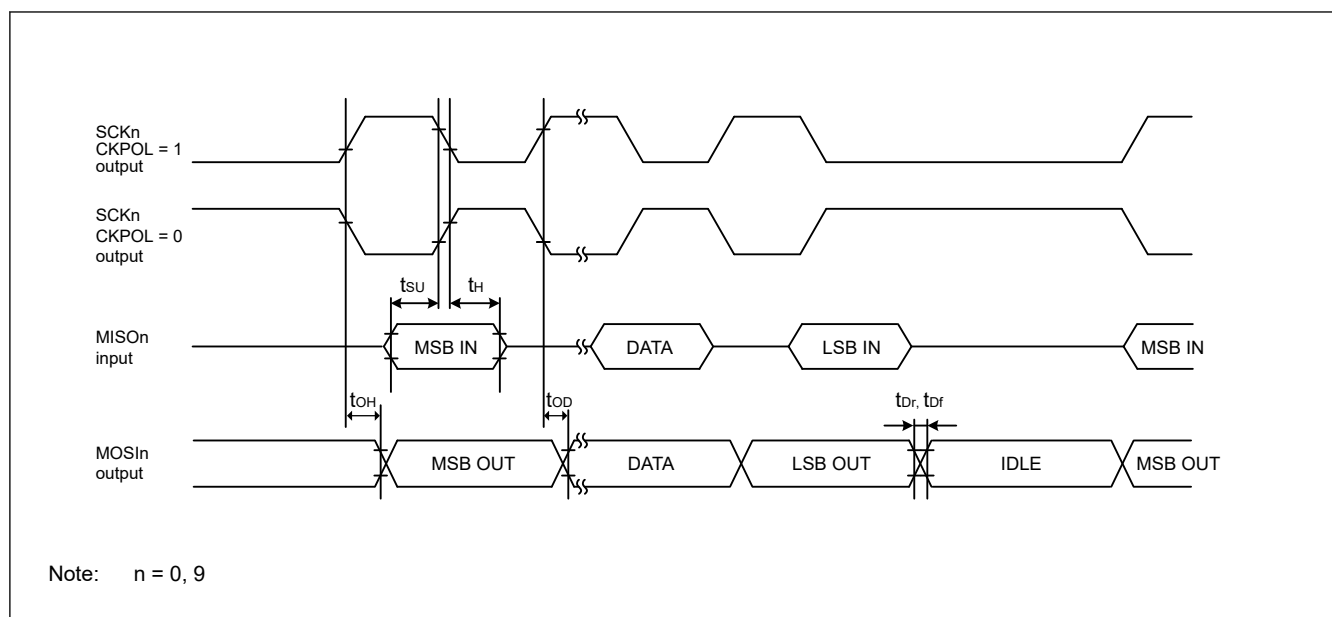 SCKn
CKPOL = 1
output
SCKn
CKPOL = 0
output
tSU
tH
MISOn
input
MSB IN
DATA
LSB IN
MSB IN
tOH
tOD
tDr, tDf
MOSIn
output
MSB OUT
DATA
LSB OUT
IDLE
MSB OUT
Note: n = 0, 9